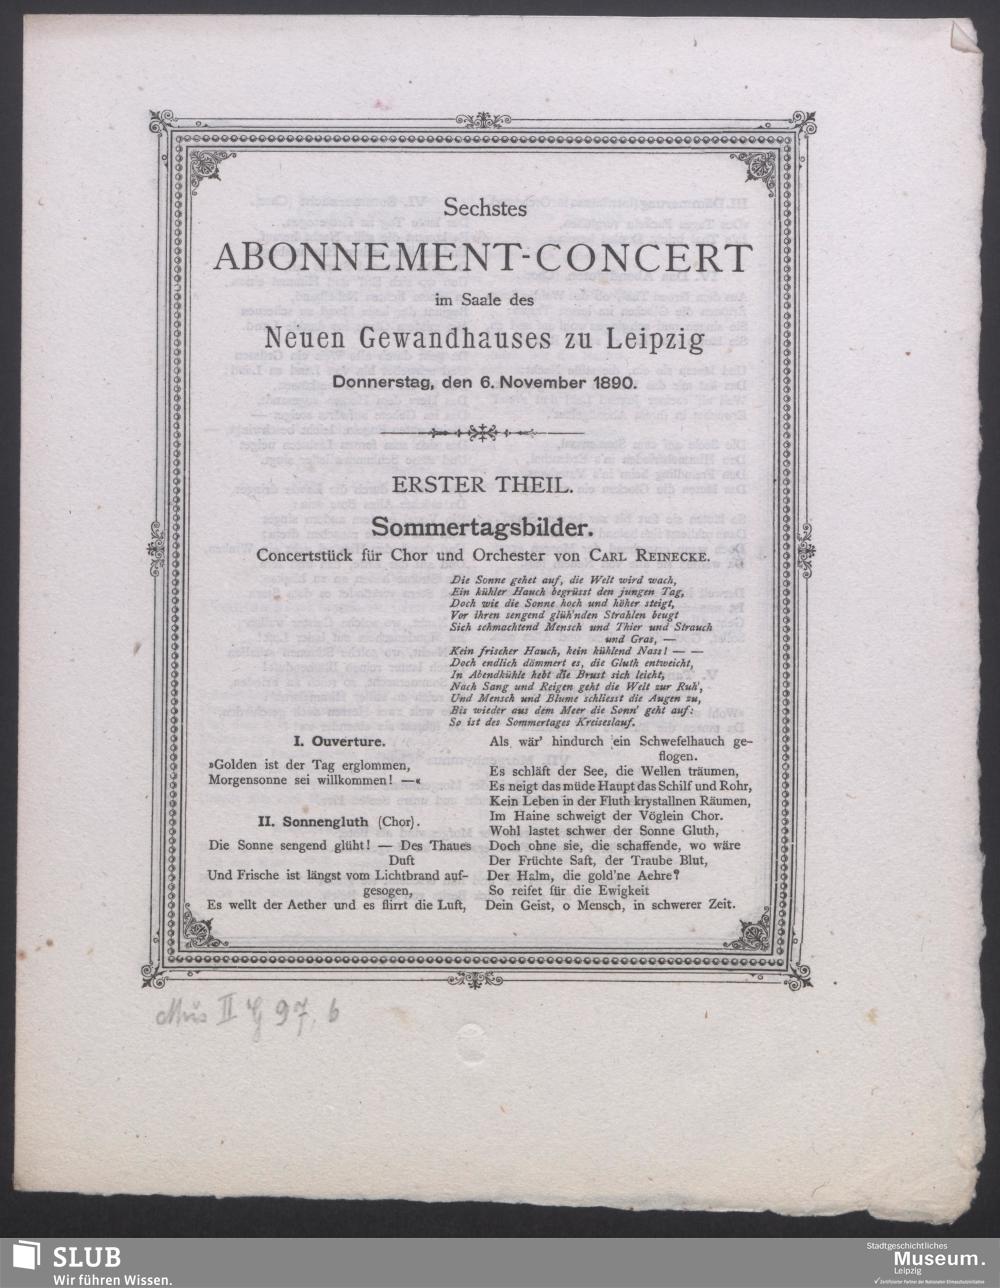 Sechstes
ABONNEMENT-CONCERT
im Saale des
Neuen Gewandhauses zu Leipzig
Donnerstag, den 6. November 1890.
ERSTER THEIL.
Sommertagsbilder.
Concertstück für Chor und Orchester von CARL REINECKE.
Die Sonne gehet auf, die Welt wird wach,
Ein kühler Hauch begrüsst den jungen Tag,
Doch wie die Sonne hoch und höher steigt,
Vor ihren sengend glüh'nden Strahlen beugt
Sich schmachtend Mensch und Thier und Strauch
und Gras, —
Kein frischer Hauch, kein kühlend Nass! — —
Doch endlich dämmert es, die Gluth entweicht,
In Abendkühle hebt die Brust sich leicht,
Nach Sang und Reigen geht die Welt zur Ruh',
Und Mensch und Blume schliesst die Augen zu,
Bis wieder aus dem Meer die Sonn' geht auf:
So ist des Sommertages Kreiseslauf.
I. Ouverture.
»Golden ist der Tag erglommen,
Morgensonne sei willkommen! —«
II. Sonnengluth (Chor).
Die Sonne sengend glüht! — Des Thaues
Duft
Und Frische ist längst vom Lichtbrand auf-
gesogen,
Es wellt der Aether und es flirrt die Luft,
Als wär' hindurch ein Schwefelhauch ge-
flogen.
Es schläft der See, die Wellen träumen,
Es neigt das müde Haupt das Schilf und Rohr,
Kein Leben in der Fluth krystallnen Räumen,
Im Haine schweigt der Vöglein Chor.
Wohl lastet schwer der Sonne Gluth,
Doch ohne sie, die schaffende, wo wäre
Der Früchte Saft, der Traube Blut,
Der Halm, die gold'ne Aehre?
So reifet für die Ewigkeit
Dein Geist, o Mensch, in schwerer Zeit.
Mus II G 97, 6
SLUB
Wir führen Wissen.
Stadtgeschichtliches
Museum.
Leipzig
Zertifizierter Partner der Nationalen Klimaschutzinitiative